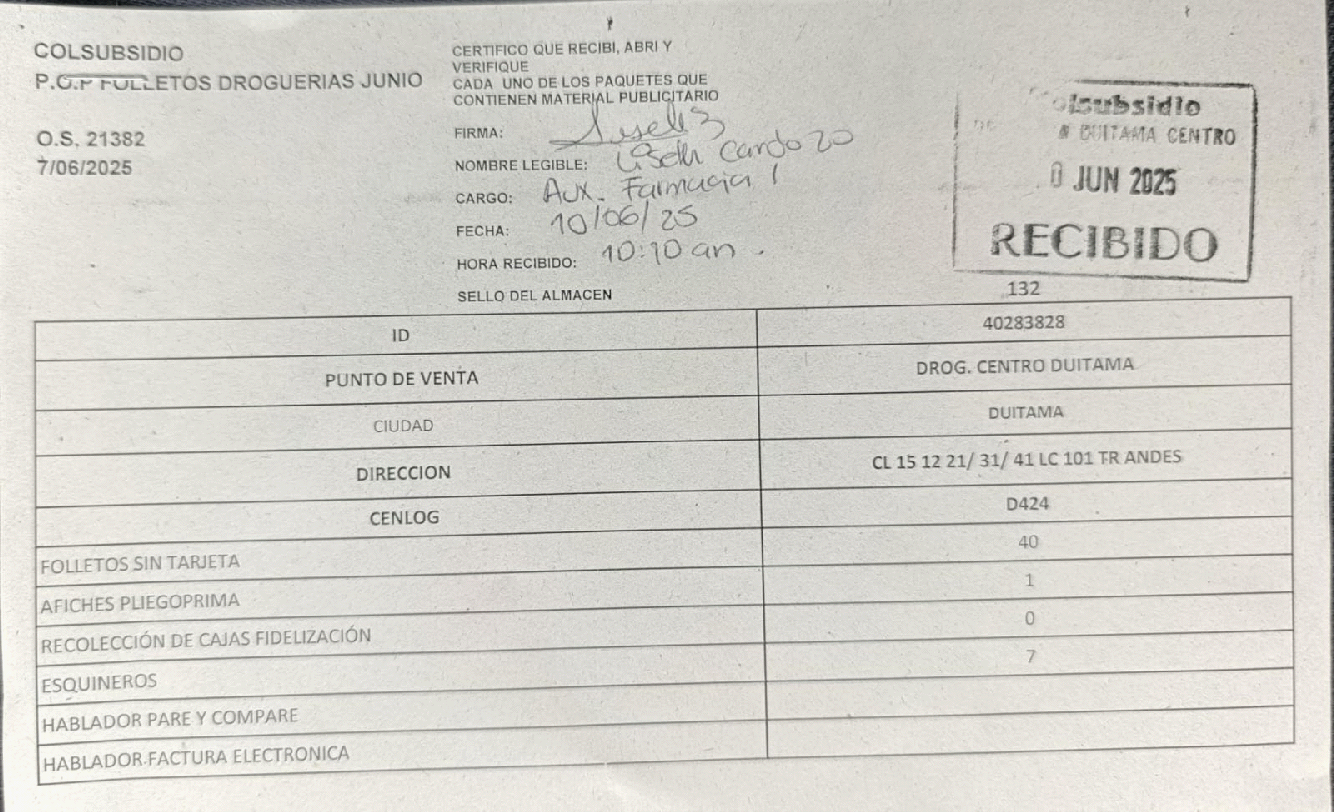 COLSUBSIDIO
P.O.P FOLLETOS DROGUERIAS JUNIO
O.S. 21382
7/06/2025
CERTIFICO QUE RECIBI, ABRI Y
VERIFIQUE
CADA UNO DE LOS PAQUETES QUE
CONTIENEN MATERIAL PUBLICITARIO
FIRMA:
NOMBRE LEGIBLE: Liseth Cardozo
CARGO: Aux. Farmacia 1
FECHA: 10/06/25
HORA RECIBIDO: 10:10 am.
SELLO DEL ALMACEN
olsubsidio
DUITAMA CENTRO
0 JUN 2025
RECIBIDO
132
ID 40283828
PUNTO DE VENTA DROG. CENTRO DUITAMA
CIUDAD DUITAMA
DIRECCION CL 15 12 21/ 31/ 41 LC 101 TR ANDES
CENLOG D424
FOLLETOS SIN TARJETA 40
AFICHES PLIEGOPRIMA 1
RECOLECCIÓN DE CAJAS FIDELIZACIÓN 0
ESQUINEROS 7
HABLADOR PARE Y COMPARE
HABLADOR FACTURA ELECTRONICA